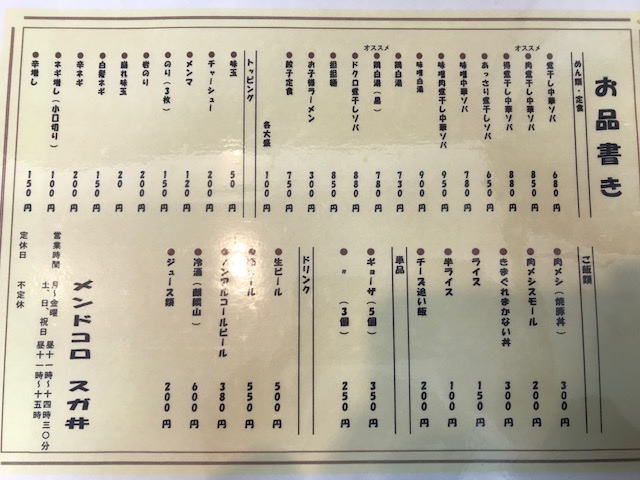 お品書き
めん類・定食
煮干し中華ソバ 680円
オススメ
肉煮干し中華ソバ 850円
鶏煮干し中華ソバ 880円
あっさり煮干しソバ 650円
味噌中華ソバ 780円
味噌肉煮干し中華ソバ 950円
味噌白湯 900円
鶏白湯 730円
オススメ
鶏白湯(黒) 780円
ドクロ煮干しソバ 880円
担担麺 850円
お子様ラーメン 300円
餃子定食 750円
各大盛 100円
トッピング
味玉 50円
チャーシュー 200円
メンマ 120円
のり(3枚) 150円
岩のり 200円
崩れ味玉 20円
白髪ネギ 150円
辛ネギ 200円
ネギ増し(小口切り) 100円
辛増し 150円
ご飯類
肉メシ(焼豚丼) 300円
肉メシスモール 200円
きまぐれまかない丼 300円
ライス 150円
半ライス 100円
チーズ追い飯 200円
単品
ギョーザ(5個) 350円
〃 (3個) 250円
ドリンク
生ビール 550円
ール 500円
ノンアルコールビール 380円
冷酒(麒麟山) 600円
ジュース類 200円
メンドコロ スガ井
営業時間 月〜金曜 昼十一時〜十四時三〇分
土、日、祝日 昼十一時〜十五時
定休日 不定休